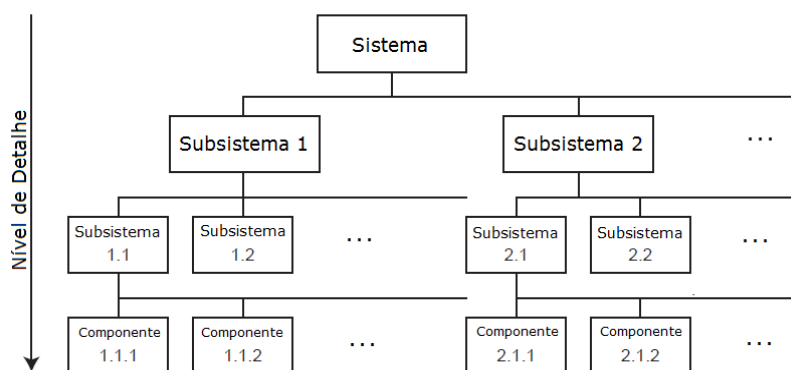 Sistema
Nível de Detalhe
Subsistema 1
Subsistema 2
...
Subsistema
1.1
Subsistema
1.2
...
Subsistema
2.1
Subsistema
2.2
...
Componente
1.1.1
Componente
1.1.2
...
Componente
2.1.1
Componente
2.1.2
...